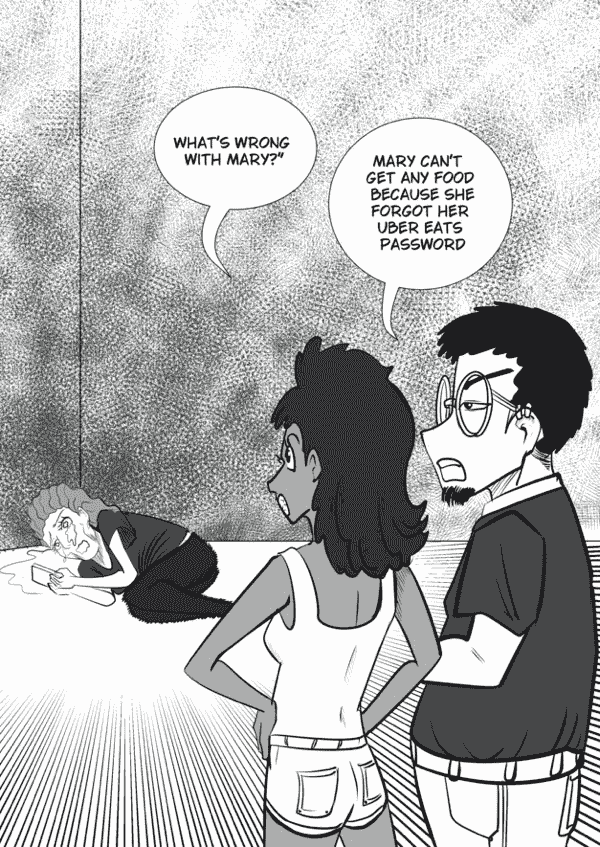 WHAT'S WRONG
WITH MARY?"
MARY CAN'T
GET ANY FOOD
BECAUSE SHE
FORGOT HER
UBER EATS
PASSWORD